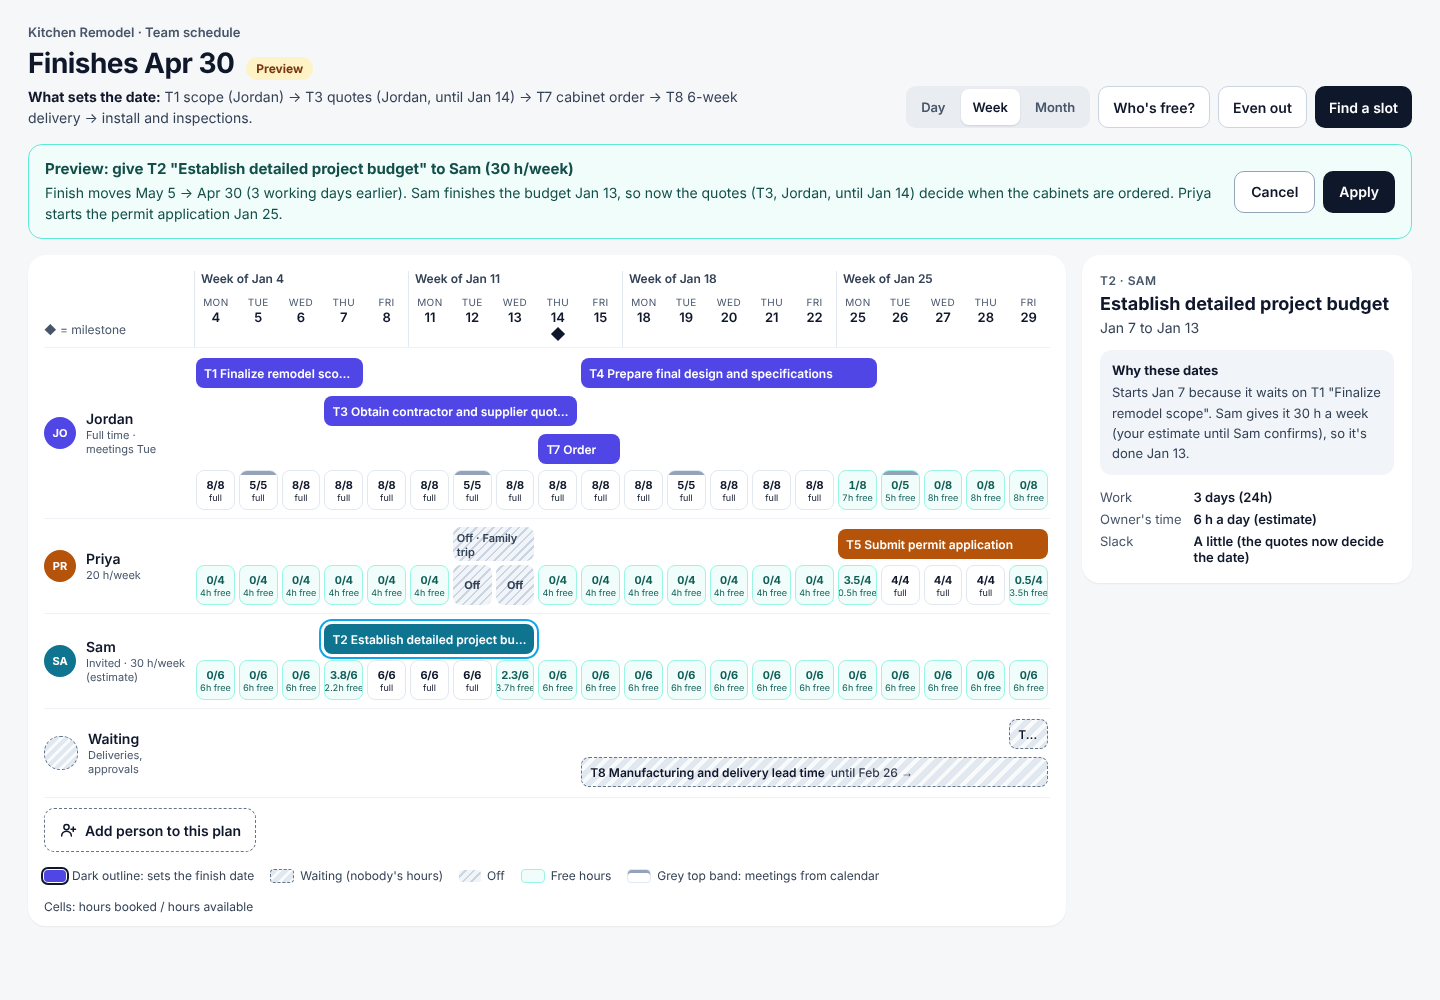 Kitchen Remodel · Team schedule
Finishes Apr 30 Preview
What sets the date: T1 scope (Jordan) → T3 quotes (Jordan, until Jan 14) → T7 cabinet order → T8 6-week
delivery → install and inspections.
Day Week Month Who's free? Even out Find a slot
Preview: give T2 "Establish detailed project budget" to Sam (30 h/week)
Finish moves May 5 → Apr 30 (3 working days earlier). Sam finishes the budget Jan 13, so now the quotes (T3, Jordan, until Jan 14) decide when the cabinets are ordered. Priya
starts the permit application Jan 25.
Cancel Apply
Week of Jan 4 Week of Jan 11 Week of Jan 18 Week of Jan 25
MON TUE WED THU FRI MON TUE WED THU FRI MON TUE WED THU FRI MON TUE WED THU FRI
4 5 6 7 8 11 12 13 14 15 18 19 20 21 22 25 26 27 28 29
◆ = milestone
T1 Finalize remodel sco... T4 Prepare final design and specifications
T3 Obtain contractor and supplier quot...
T7 Order
JO
Jordan
Full time ·
meetings Tue
8/8 5/5 8/8 8/8 8/8 8/8 5/5 8/8 8/8 8/8 8/8 5/5 8/8 8/8 8/8 1/8 0/5 0/8 0/8 0/8
full full full full full full full full full full full full full full full 7h free 5h free 8h free 8h free 8h free
Off · Family
trip
T5 Submit permit application
PR
Priya
20 h/week
0/4 0/4 0/4 0/4 0/4 0/4 Off Off 0/4 0/4 0/4 0/4 0/4 0/4 0/4 3.5/4 4/4 4/4 4/4 0.5/4
4h free 4h free 4h free 4h free 4h free 4h free 4h free 4h free 4h free 4h free 4h free 4h free 4h free 0.5h free full full full 3.5h free
T2 Establish detailed project bu...
SA
Sam
Invited · 30 h/week
(estimate)
0/6 0/6 0/6 3.8/6 6/6 6/6 6/6 2.3/6 0/6 0/6 0/6 0/6 0/6 0/6 0/6 0/6 0/6 0/6 0/6 0/6
6h free 6h free 6h free 2.2h free full full full 3.7h free 6h free 6h free 6h free 6h free 6h free 6h free 6h free 6h free 6h free 6h free 6h free 6h free
Waiting
Deliveries,
approvals
T...
T8 Manufacturing and delivery lead time until Feb 26 →
Add person to this plan
Dark outline: sets the finish date Waiting (nobody's hours) Off Free hours Grey top band: meetings from calendar
Cells: hours booked / hours available
T2 · SAM
Establish detailed project budget
Jan 7 to Jan 13
Why these dates
Starts Jan 7 because it waits on T1 "Finalize
remodel scope". Sam gives it 30 h a week
(your estimate until Sam confirms), so it's
done Jan 13.
Work 3 days (24h)
Owner's time 6 h a day (estimate)
Slack A little (the quotes now decide
the date)